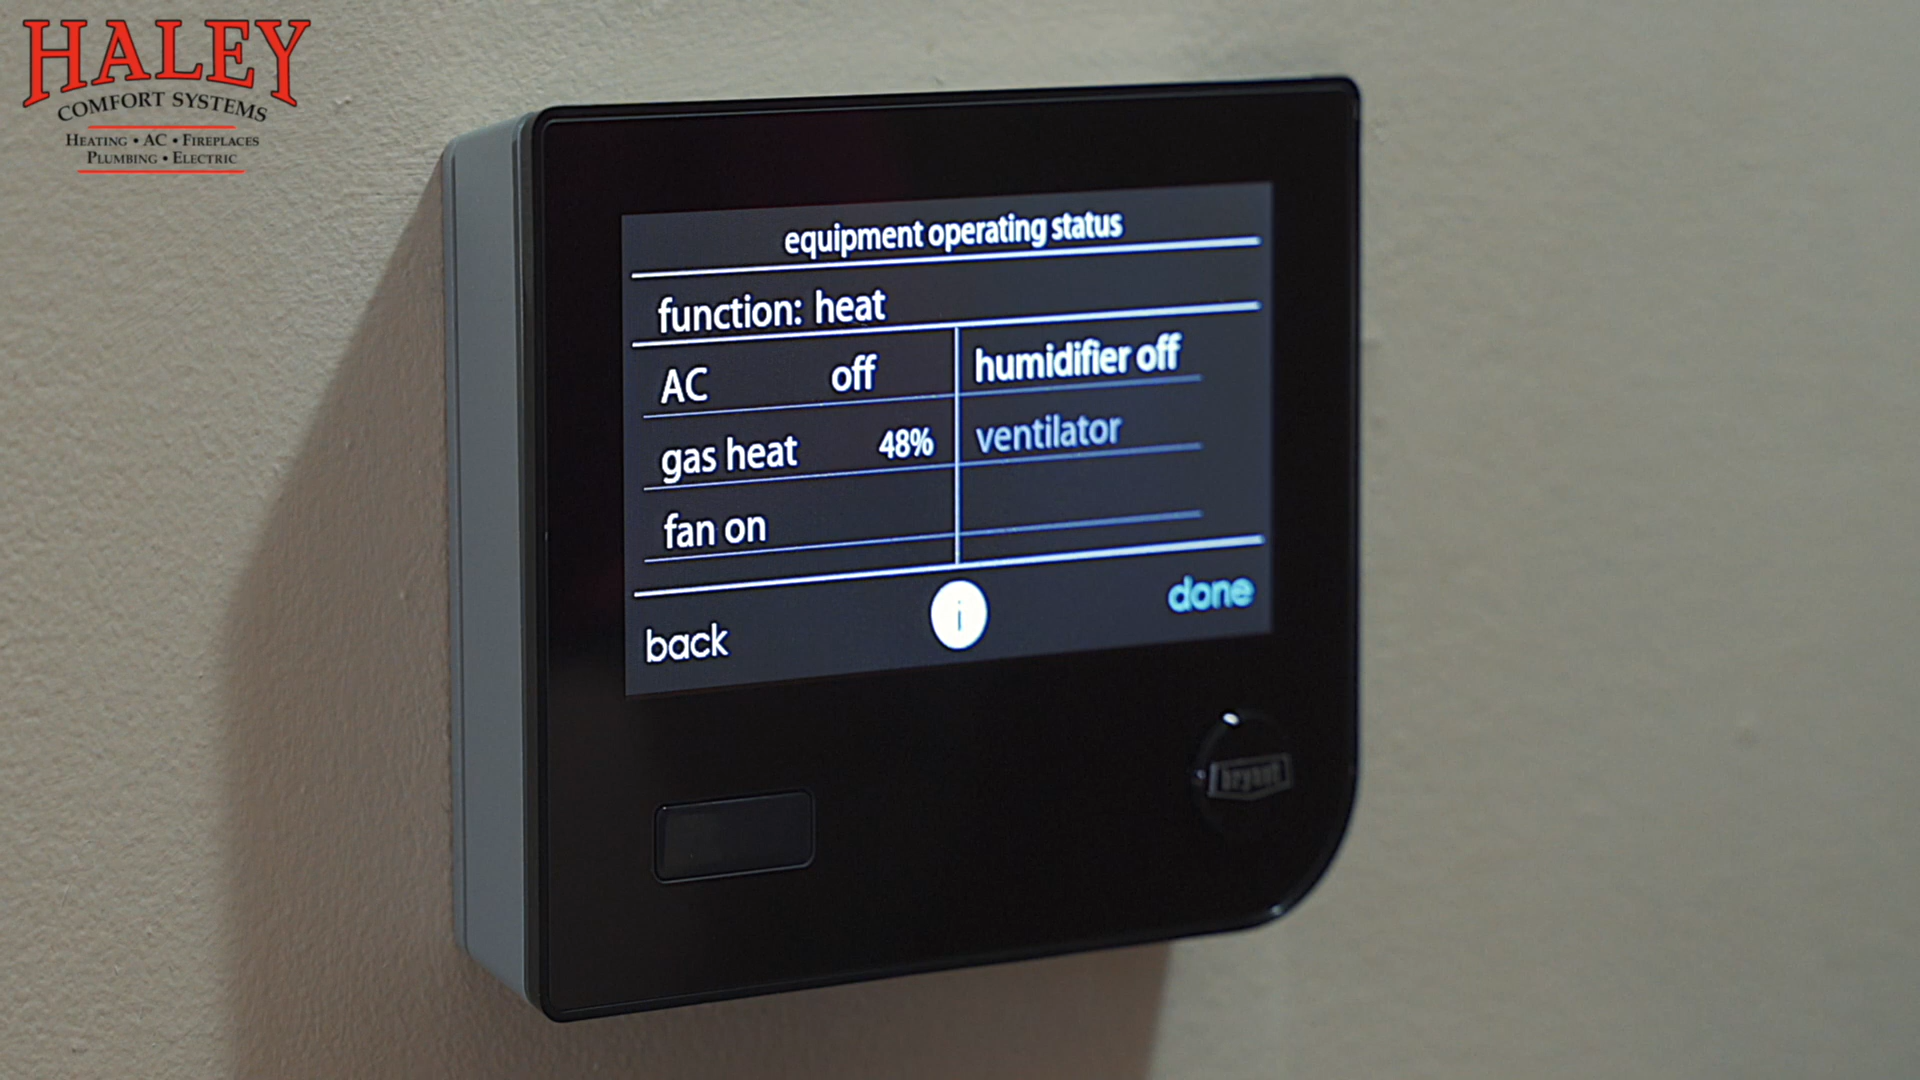 HALEY
COMFORT SYSTEMS
HEATING • AC • FIREPLACES
PLUMBING • ELECTRIC
equipment operating status
function: heat
AC off
gas heat 48%
fan on
humidifier off
ventilator
back
i
done
bryant